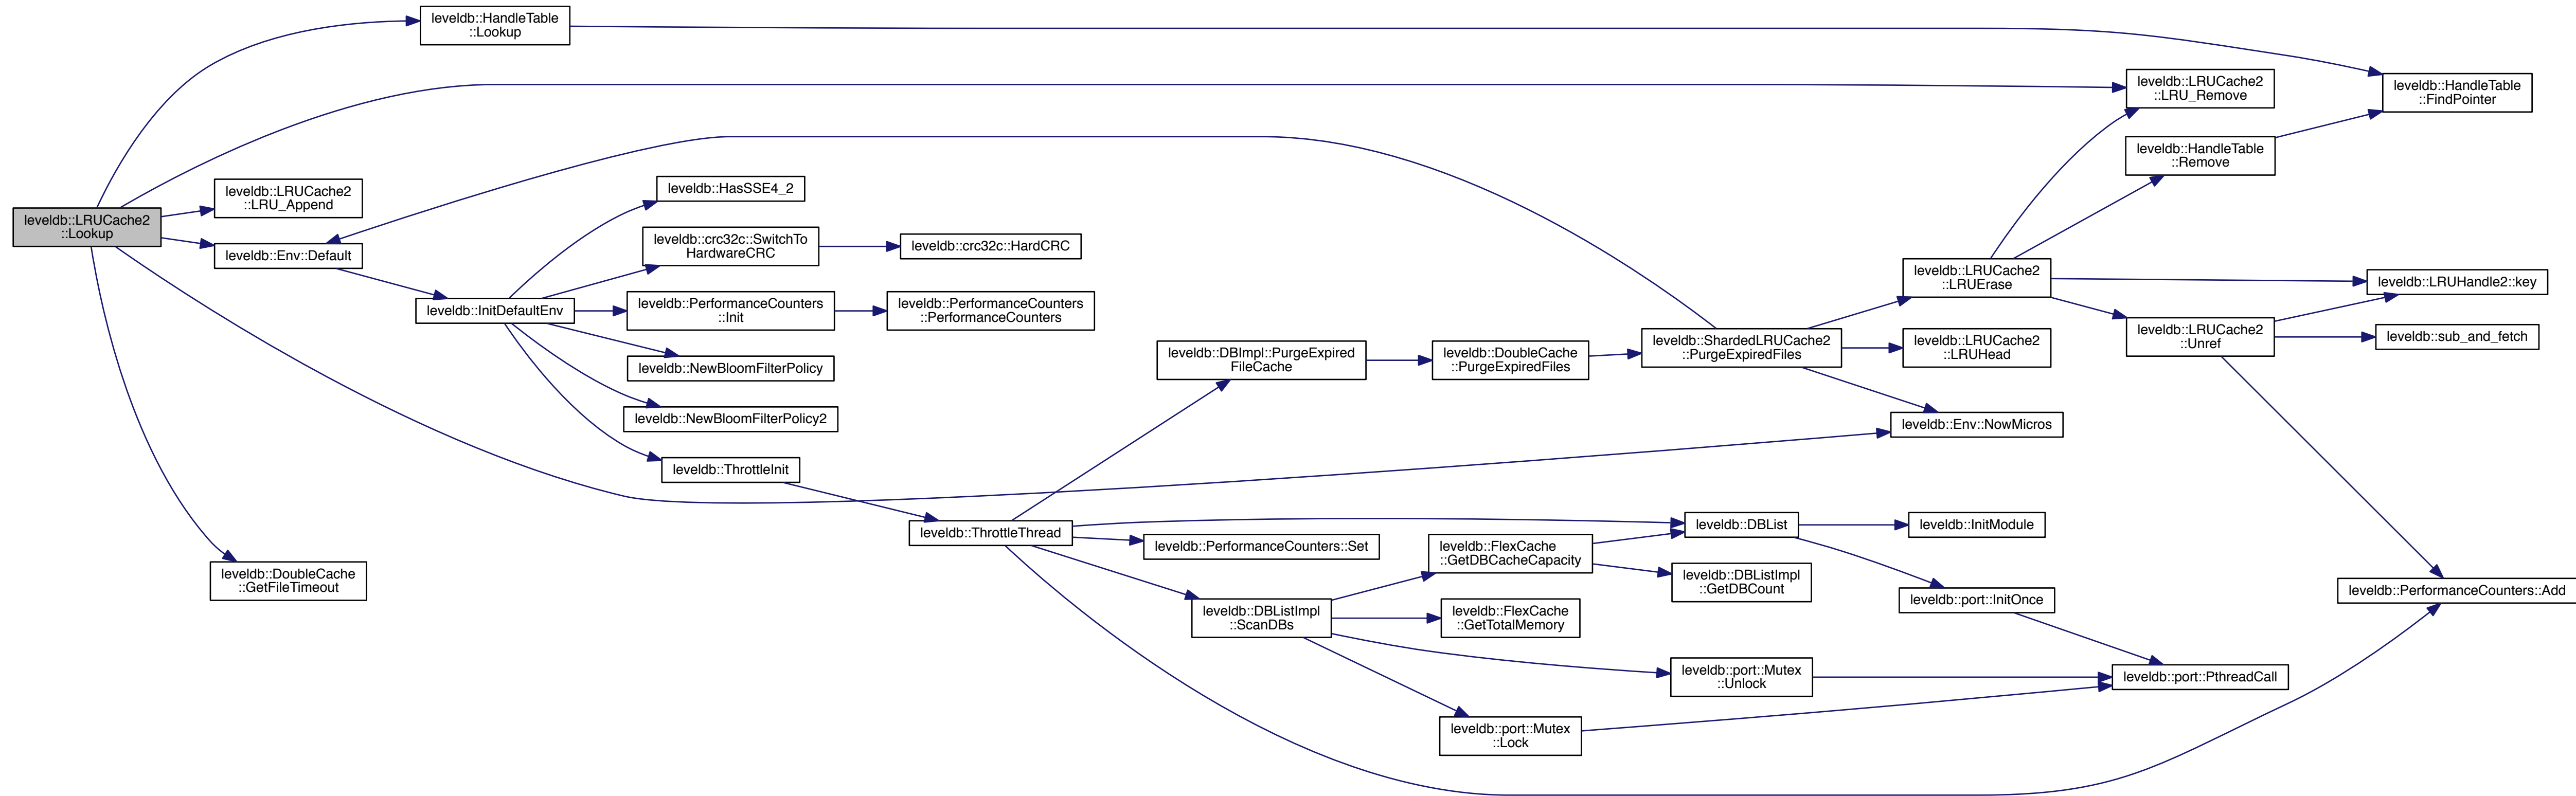 leveldb::HandleTable
::Lookup
leveldb::LRUCache2
::LRU_Remove
leveldb::HandleTable
::FindPointer
leveldb::HandleTable
::Remove
leveldb::LRUCache2
::LRU_Append
leveldb::HasSSE4_2
leveldb::LRUCache2
::Lookup
leveldb::Env::Default
leveldb::crc32c::SwitchTo
HardwareCRC
leveldb::crc32c::HardCRC
leveldb::LRUCache2
::LRUErase
leveldb::LRUHandle2::key
leveldb::InitDefaultEnv
leveldb::PerformanceCounters
::Init
leveldb::PerformanceCounters
::PerformanceCounters
leveldb::LRUCache2
::Unref
leveldb::sub_and_fetch
leveldb::NewBloomFilterPolicy
leveldb::DBImpl::PurgeExpired
FileCache
leveldb::DoubleCache
::PurgeExpiredFiles
leveldb::ShardedLRUCache2
::PurgeExpiredFiles
leveldb::LRUCache2
::LRUHead
leveldb::NewBloomFilterPolicy2
leveldb::Env::NowMicros
leveldb::ThrottleInit
leveldb::ThrottleThread
leveldb::PerformanceCounters::Set
leveldb::FlexCache
::GetDBCacheCapacity
leveldb::DBList
leveldb::InitModule
leveldb::DoubleCache
::GetFileTimeout
leveldb::DBListImpl
::GetDBCount
leveldb::PerformanceCounters::Add
leveldb::DBListImpl
::ScanDBs
leveldb::FlexCache
::GetTotalMemory
leveldb::port::InitOnce
leveldb::port::Mutex
::Unlock
leveldb::port::PthreadCall
leveldb::port::Mutex
::Lock